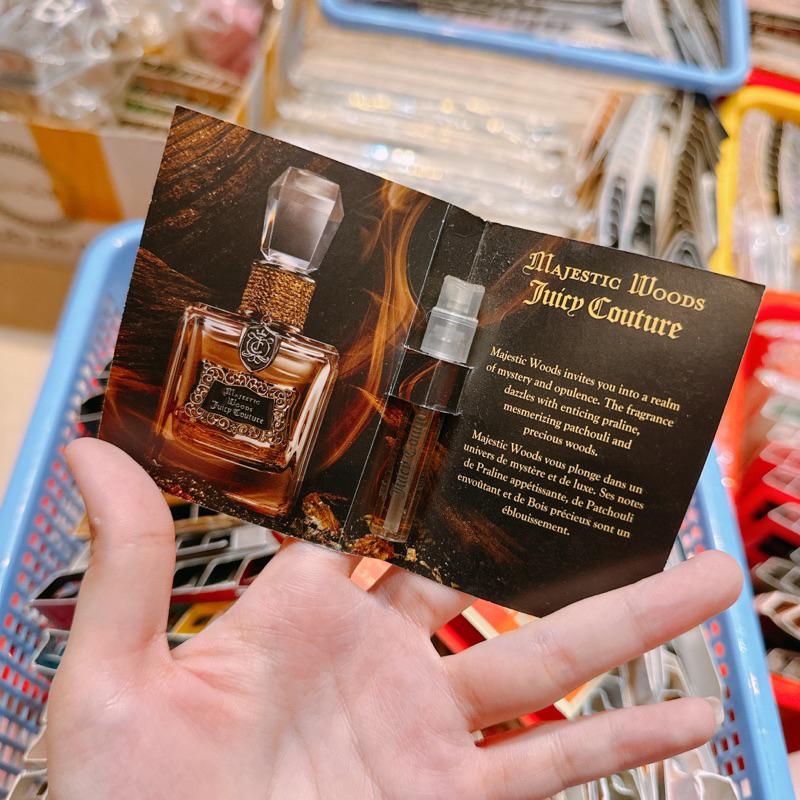 Majestic
Woods
Juicy Couture
Juicy Couture
Majestic Woods
Juicy Couture
Majestic Woods invites you into a realm
of mystery and opulence. The fragrance
dazzles with enticing praline,
mesmerizing patchouli and
precious woods.
Majestic Woods vous plonge dans un
univers de mystère et de luxe. Ses notes
de Praline appétissante, de Patchouli
envoûtant et de Bois précieux sont un
éblouissement.